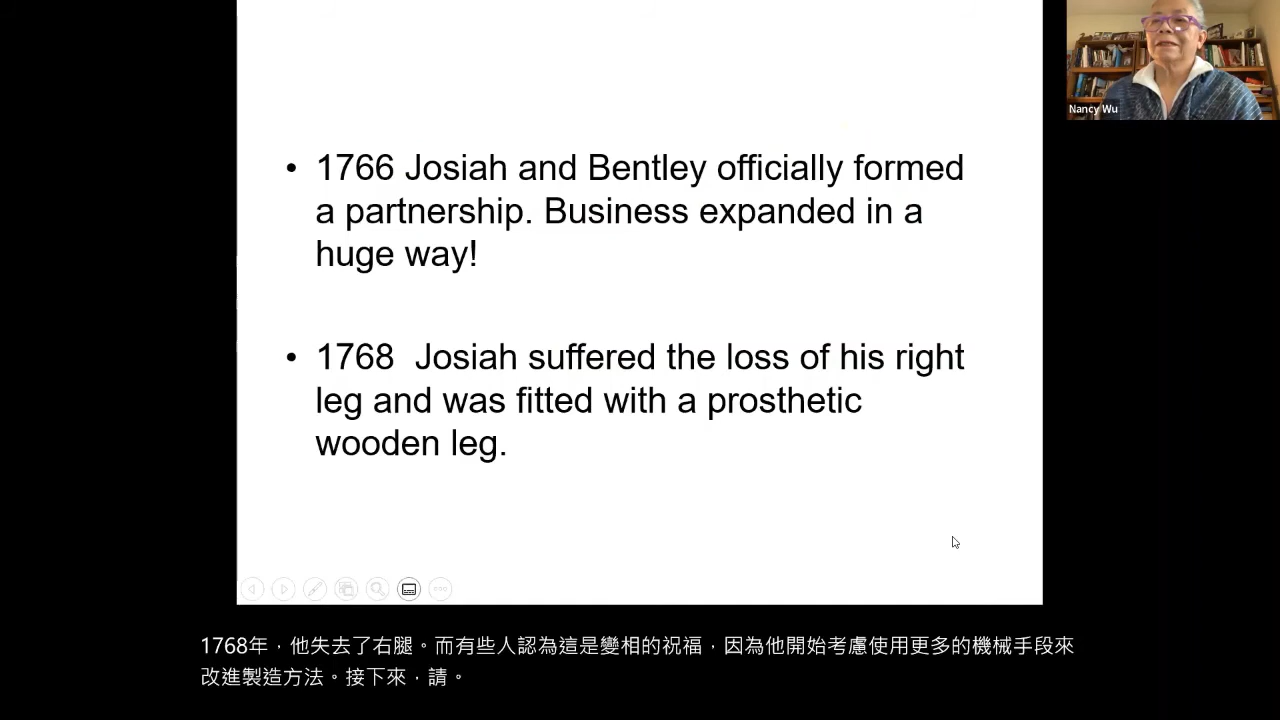 Nancy Wu
• 1766 Josiah and Bentley officially formed
a partnership. Business expanded in a
huge way!
• 1768  Josiah suffered the loss of his right
leg and was fitted with a prosthetic
wooden leg.
1768年，他失去了右腿。而有些人認為這是變相的祝福，因為他開始考慮使用更多的機械手段來
改進製造方法。接下來，請。